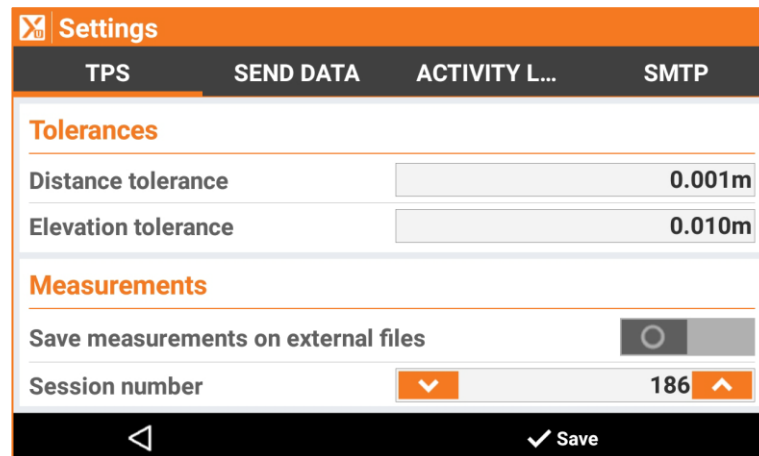 Settings
TPS SEND DATA ACTIVITY L... SMTP
Tolerances
Distance tolerance 0.001m
Elevation tolerance 0.010m
Measurements
Save measurements on external files
Session number 186
Save